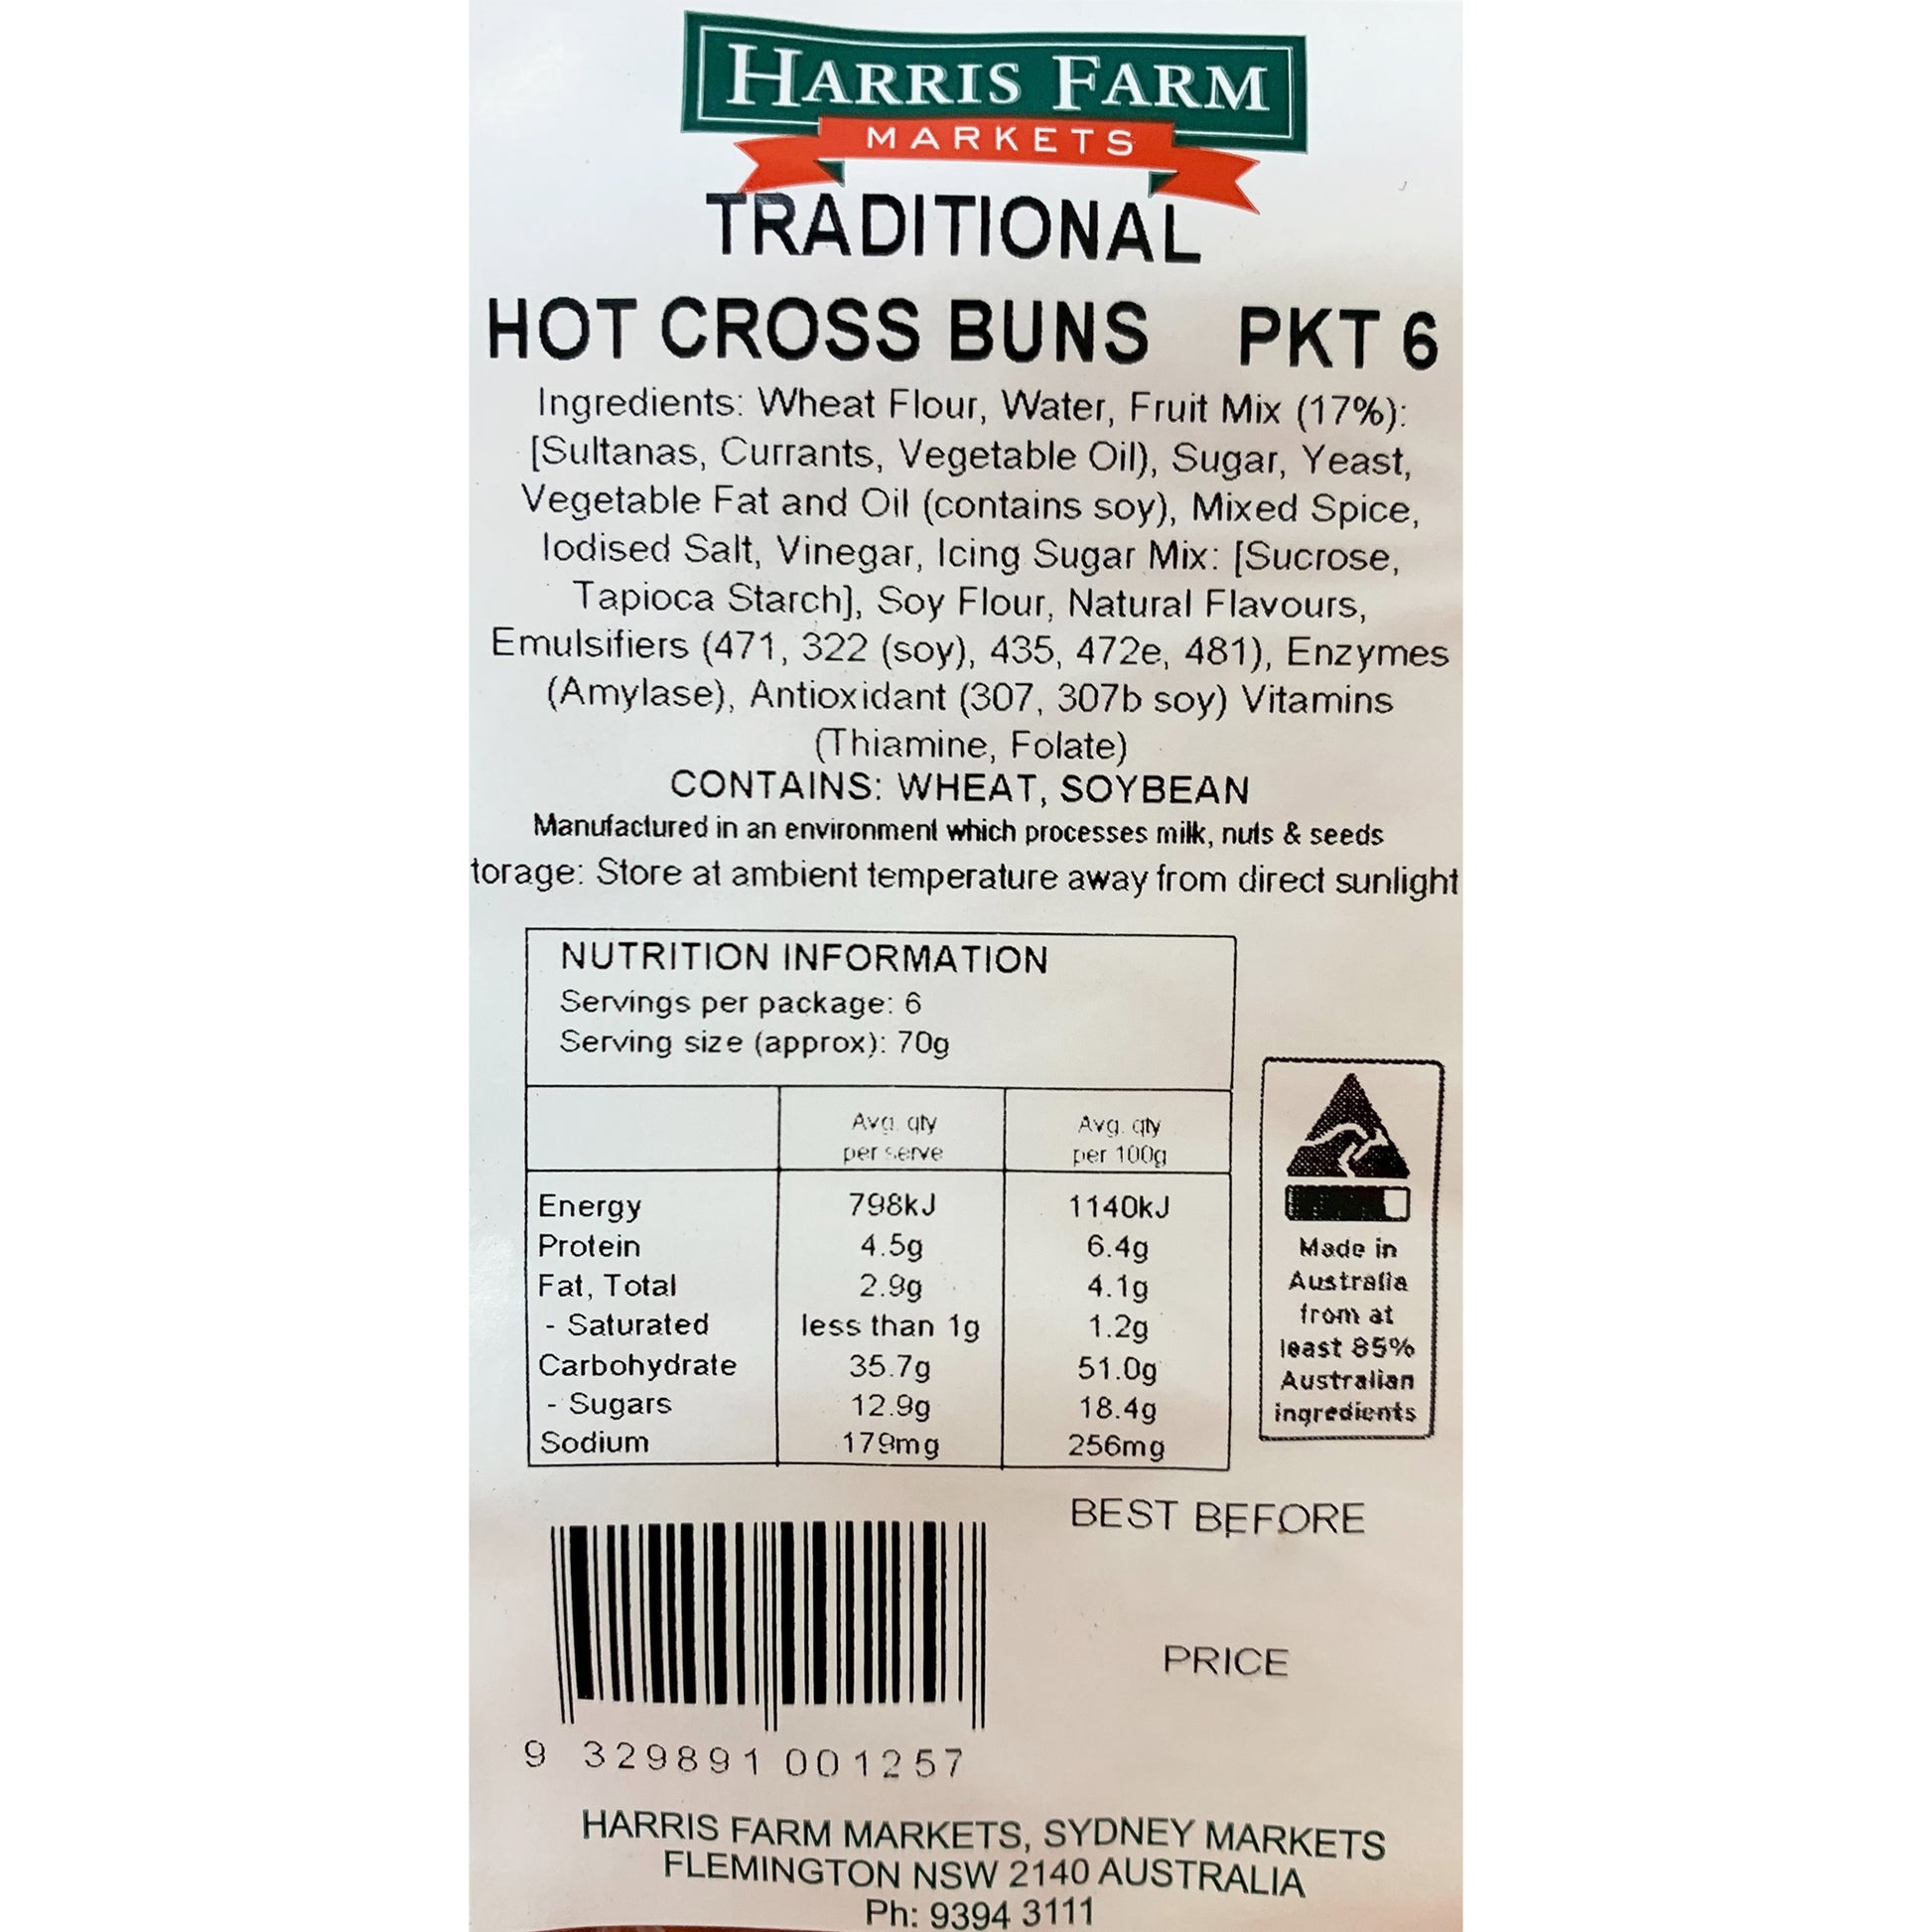 HARRIS FARM
MARKETS
TRADITIONAL
HOT CROSS BUNS PKT 6
Ingredients: Wheat Flour, Water, Fruit Mix (17%):
[Sultanas, Currants, Vegetable Oil), Sugar, Yeast,
Vegetable Fat and Oil (contains soy), Mixed Spice,
Iodised Salt, Vinegar, Icing Sugar Mix: [Sucrose,
Tapioca Starch], Soy Flour, Natural Flavours,
Emulsifiers (471, 322 (soy), 435, 472e, 481), Enzymes
(Amylase), Antioxidant (307, 307b soy) Vitamins
(Thiamine, Folate)
CONTAINS: WHEAT, SOYBEAN
Manufactured in an environment which processes milk, nuts & seeds
torage: Store at ambient temperature away from direct sunlight
NUTRITION INFORMATION
Servings per package: 6
Serving size (approx): 70g
Avg. qty Avg. qty
per serve per 100g
Energy 798kJ 1140kJ
Protein 4.5g 6.4g
Fat, Total 2.9g 4.1g
- Saturated less than 1g 1.2g
Carbohydrate 35.7g 51.0g
- Sugars 12.9g 18.4g
Sodium 179mg 256mg
Made in
Australia
from at
least 85%
Australian
ingredients
BEST BEFORE
PRICE
9 329891 001257
HARRIS FARM MARKETS, SYDNEY MARKETS
FLEMINGTON NSW 2140 AUSTRALIA
Ph: 9394 3111